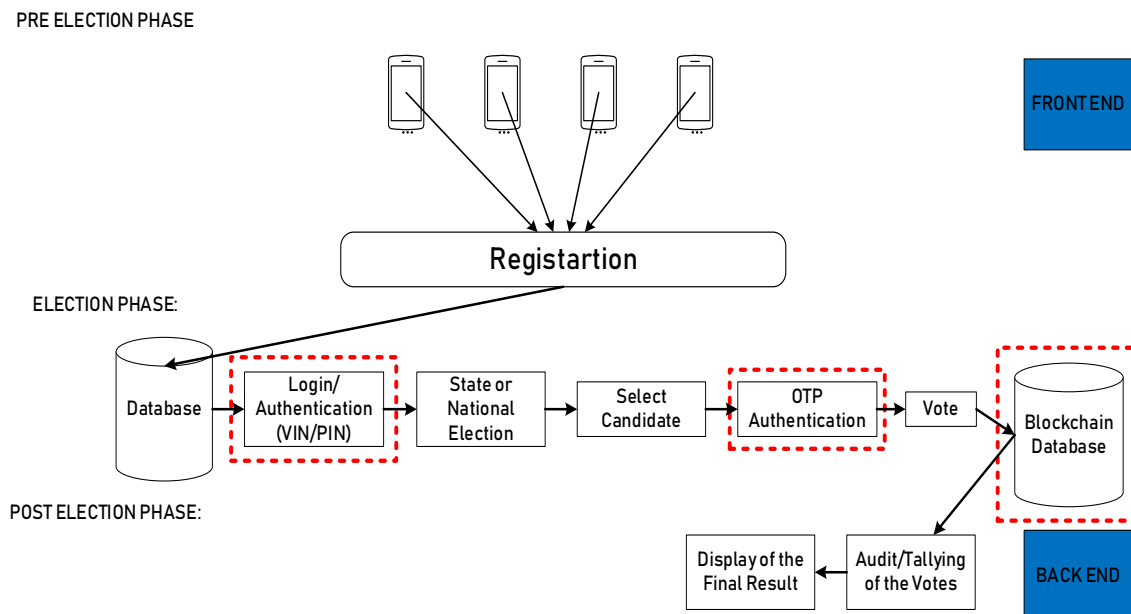 PRE ELECTION PHASE
FRONT END
Registartion
ELECTION PHASE:
Database
Login/
Authentication
(VIN/PIN)
State or
National
Election
Select
Candidate
OTP
Authentication
Vote
Blockchain
Database
POST ELECTION PHASE:
Display of the
Final Result
Audit/Tallying
of the Votes
BACK END